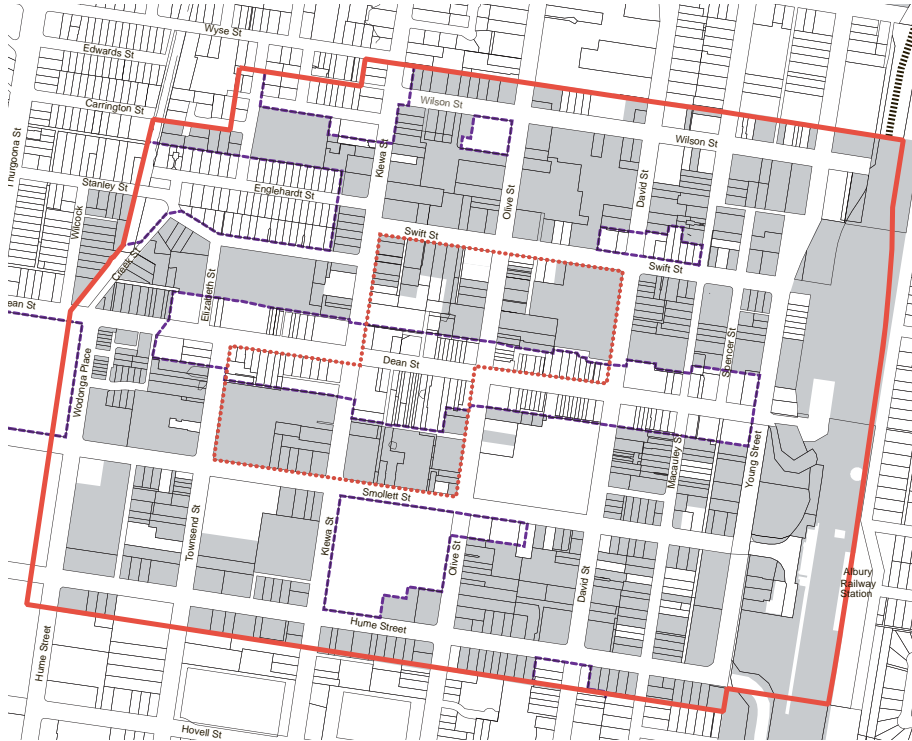 Wyse St
Edwards St
Carrington St
Wilson St
Wilson St
Thurgoona St
Kiewa St
Stanley St
Englehardt St
Olive St
David St
Wilcock
Swift St
Swift St
Creek St
Elizabeth St
ean St
Spencer St
Dean St
Wodonga Place
Macauley S
Young Street
Smollett St
Townsend St
Kiewa St
Olive St
David St
Albury
Railway
Station
Hume Street
Hume Street
Hovell St